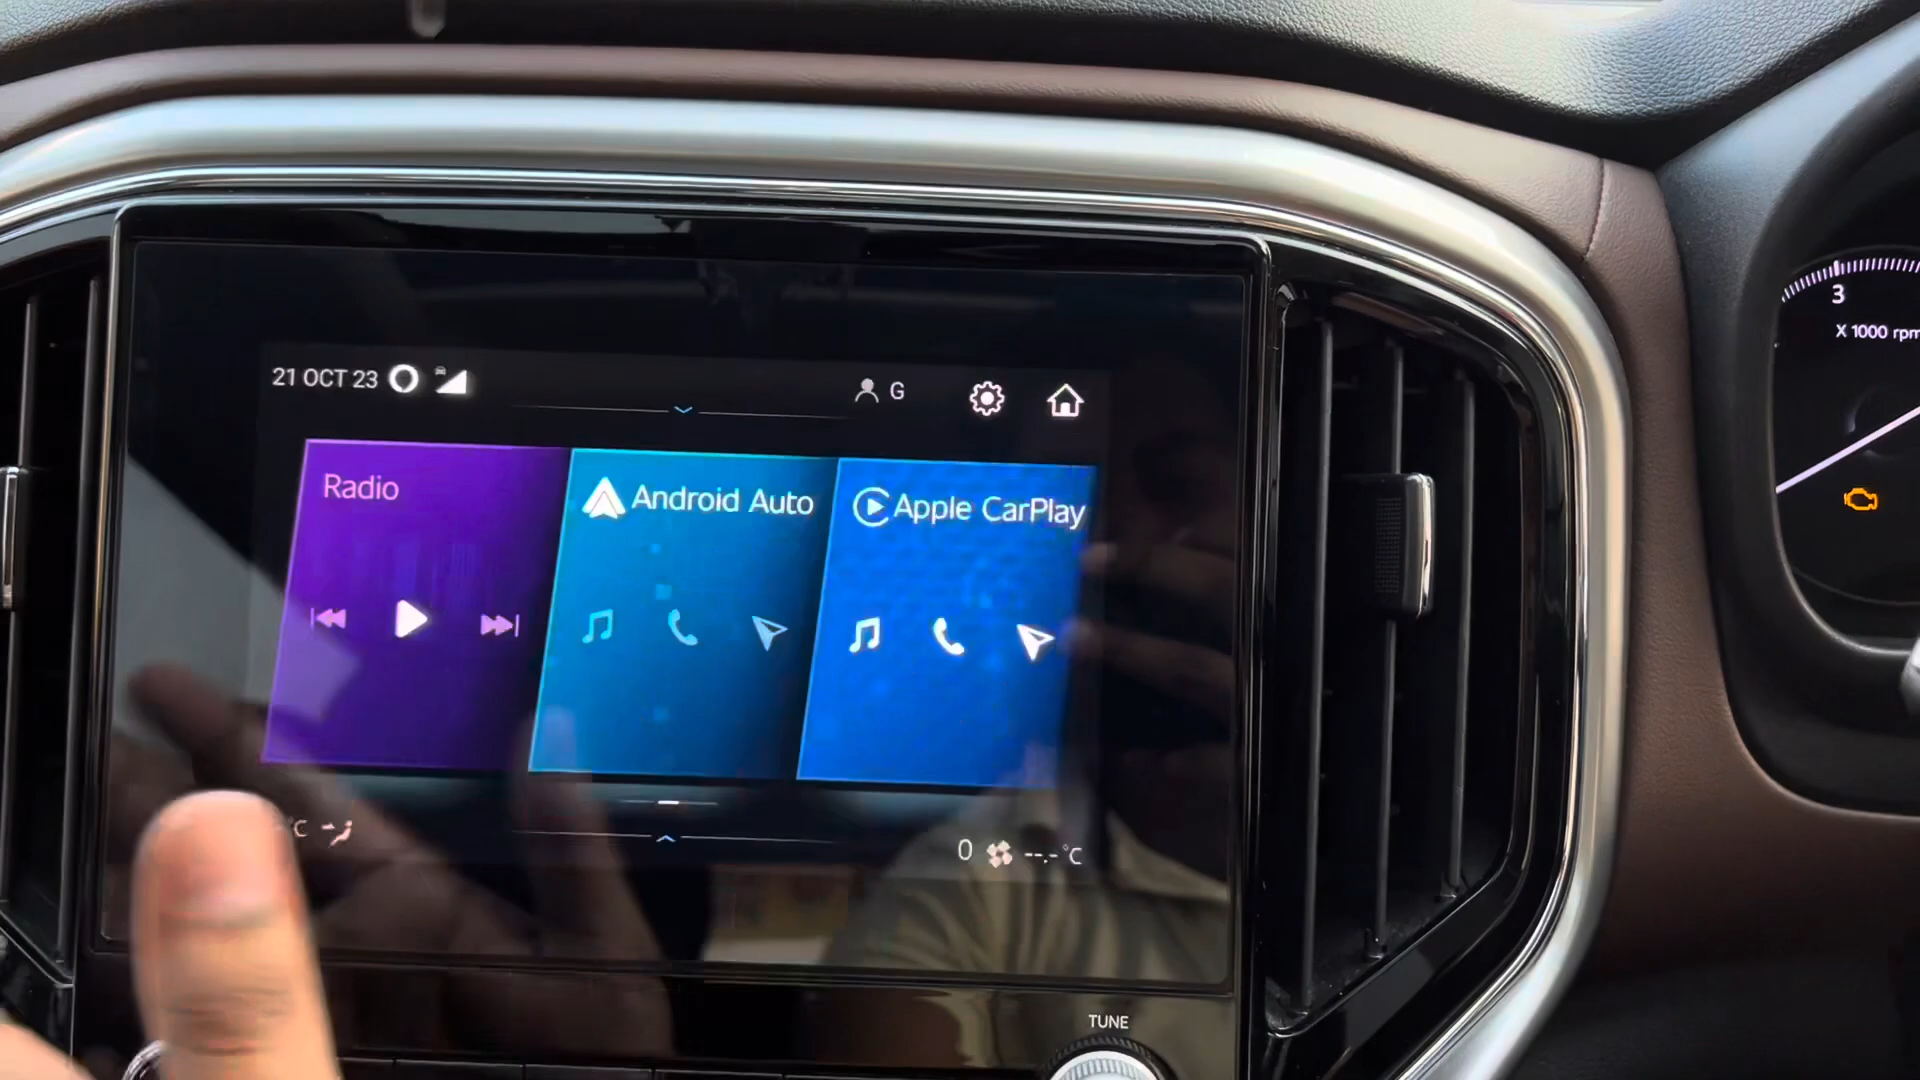 21 OCT 23
G
Radio
Android Auto
Apple CarPlay
°C
0 --.-°C
TUNE
3
X 1000 rpm